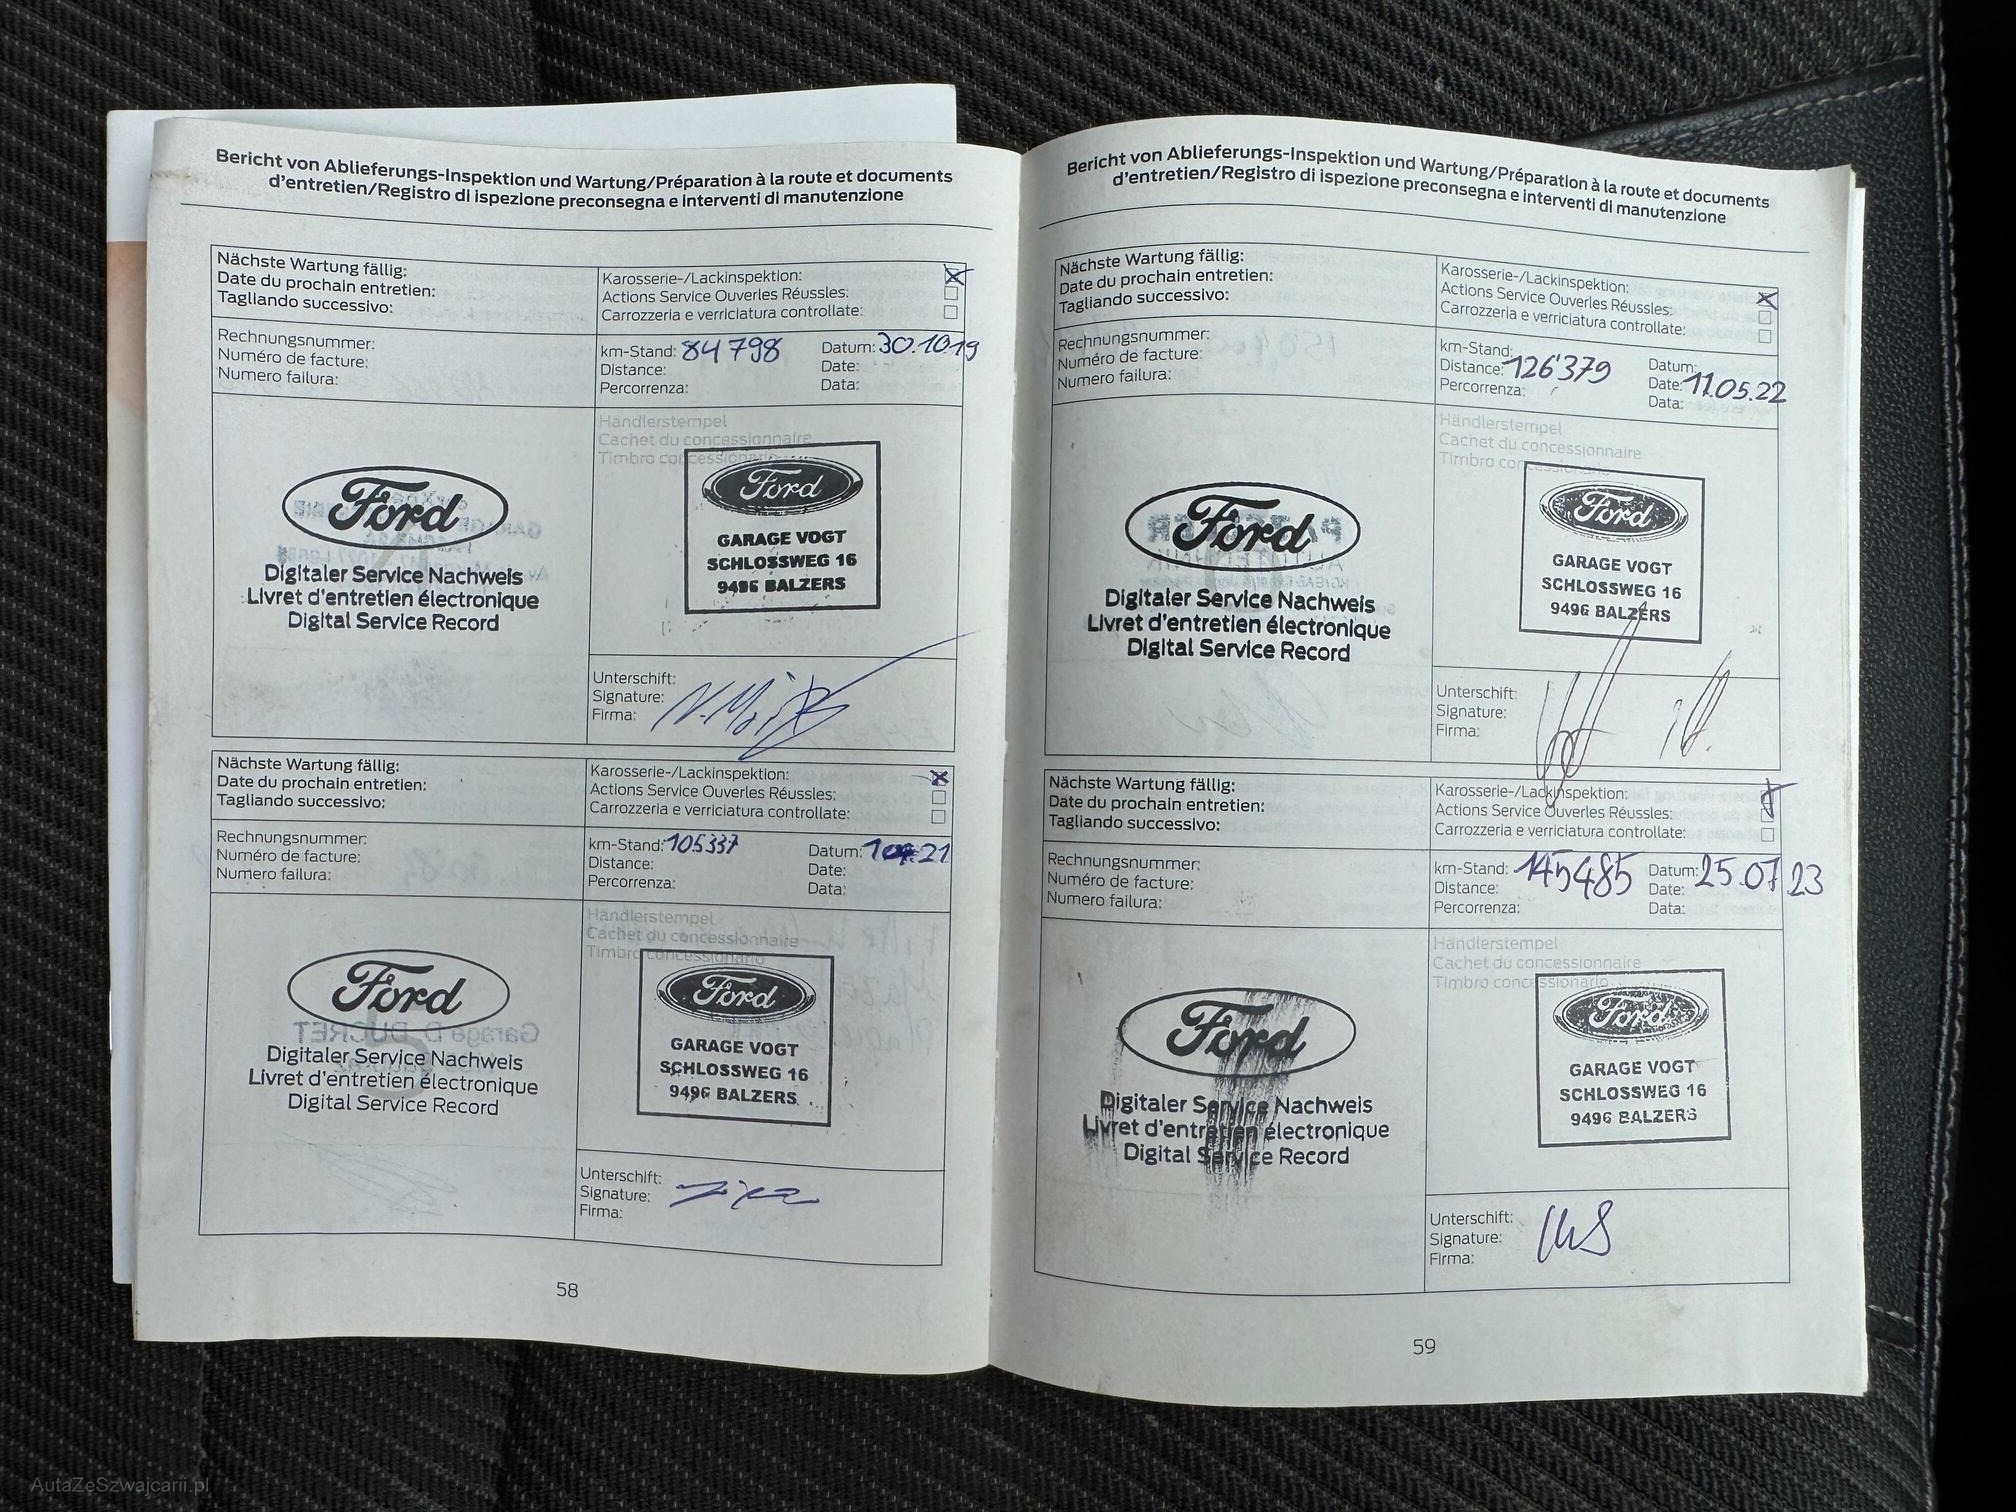 Bericht von Ablieferungs-Inspektion und Wartung/Préparation à la route et documents
d'entretien/Registro di ispezione preconsegna e interventi di manutenzione
Nächste Wartung fällig:
Date du prochain entretien:
Tagliando successivo:
Karosserie-/Lackinspektion:
Actions Service Ouverles Réussles:
Carrozzeria e verriciatura controllate:
Rechnungsnummer:
Numéro de facture:
Numero failura:
km-Stand: 84798
Distance:
Percorrenza:
Datum: 30.10.19
Date:
Data:
Ford
Digitaler Service Nachweis
Livret d'entretien électronique
Digital Service Record
Händlerstempel
Cachet du concessionnaire
Timbro concessionario
Ford
GARAGE VOGT
SCHLOSSWEG 16
9496 BALZERS
Unterschift:
Signature:
Firma:
Nächste Wartung fällig:
Date du prochain entretien:
Tagliando successivo:
Karosserie-/Lackinspektion:
Actions Service Ouverles Réussles:
Carrozzeria e verriciatura controllate:
Rechnungsnummer:
Numéro de facture:
Numero failura:
km-Stand: 105337
Distance:
Percorrenza:
Datum:
Date:
Data:
Ford
Digitaler Service Nachweis
Livret d'entretien électronique
Digital Service Record
Händlerstempel
Cachet du concessionnaire
Timbro concessionario
Ford
GARAGE VOGT
SCHLOSSWEG 16
9496 BALZERS
Unterschift:
Signature:
Firma:
58
Bericht von Ablieferungs-Inspektion und Wartung/Préparation à la route et documents
d'entretien/Registro di ispezione preconsegna e interventi di manutenzione
Nächste Wartung fällig:
Date du prochain entretien:
Tagliando successivo:
Karosserie-/Lackinspektion:
Actions Service Ouverles Réussles:
Carrozzeria e verriciatura controllate:
Rechnungsnummer:
Numéro de facture:
Numero failura:
km-Stand:
Distance: 126'379
Percorrenza:
Datum:
Date: 11.05.22
Data:
Ford
Digitaler Service Nachweis
Livret d'entretien électronique
Digital Service Record
Händlerstempel
Cachet du concessionnaire
Timbro concessionario
Ford
GARAGE VOGT
SCHLOSSWEG 16
9496 BALZERS
Unterschift:
Signature:
Firma:
Nächste Wartung fällig:
Date du prochain entretien:
Tagliando successivo:
Karosserie-/Lackinspektion:
Actions Service Ouverles Réussles:
Carrozzeria e verriciatura controllate:
Rechnungsnummer:
Numéro de facture:
Numero failura:
km-Stand: 145485
Distance:
Percorrenza:
Datum: 25.07.23
Date:
Data:
Ford
Digitaler Service Nachweis
Livret d'entretien électronique
Digital Service Record
Händlerstempel
Cachet du concessionnaire
Timbro concessionario
Ford
GARAGE VOGT
SCHLOSSWEG 16
9496 BALZERS
Unterschift:
Signature:
Firma:
59
AutaZeSzwajcarii.pl